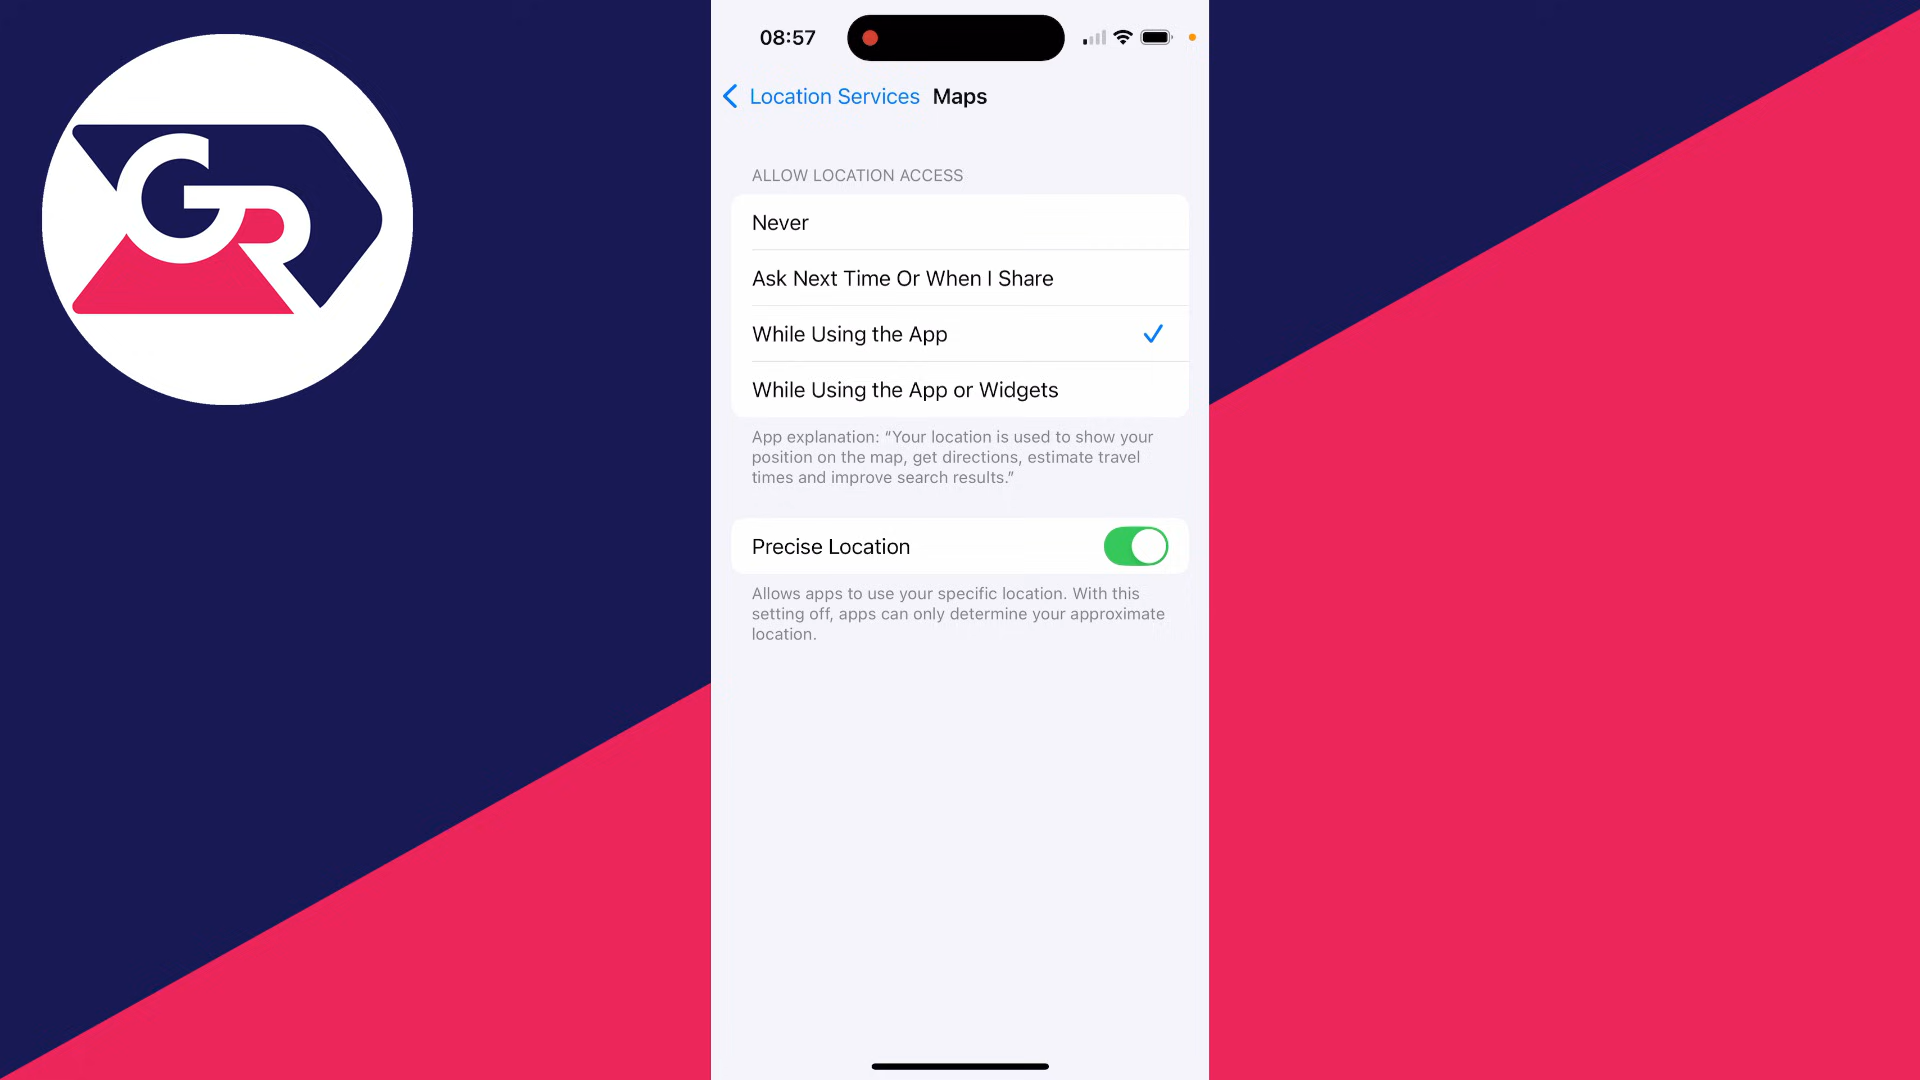 GR
08:57
Location Services Maps
ALLOW LOCATION ACCESS
Never
Ask Next Time Or When I Share
While Using the App
While Using the App or Widgets
App explanation: “Your location is used to show your
position on the map, get directions, estimate travel
times and improve search results.”
Precise Location
Allows apps to use your specific location. With this
setting off, apps can only determine your approximate
location.